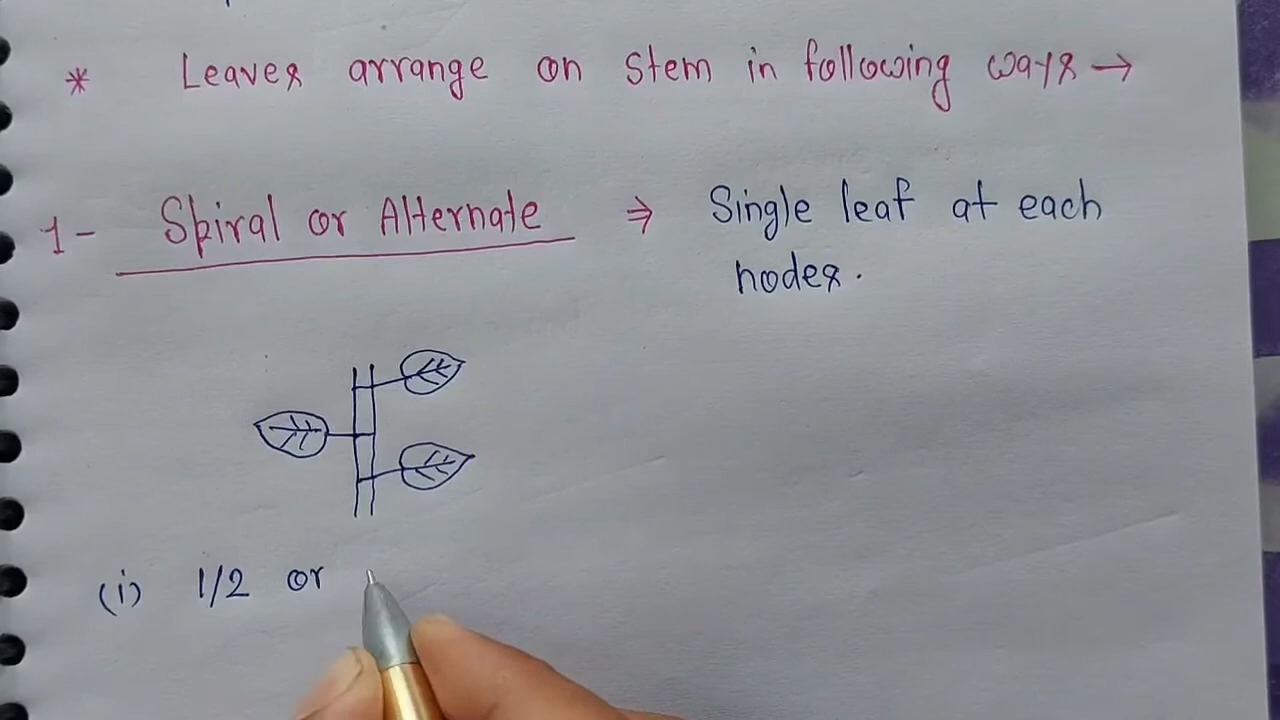 * Leaves arrange on stem in following ways →
1- Spiral or Alternate ⇒ Single leaf at each
nodes.
(i) 1/2 or